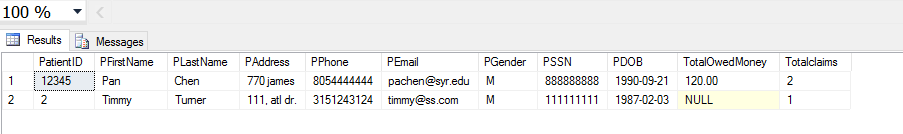 100 %
Results Messages
PatientID PFirstName PLastName PAddress PPhone PEmail PGender PSSN PDOB TotalOwedMoney Totalclaims
1 12345 Pan Chen 770 james 8054444444 pachen@syr.edu M 888888888 1990-09-21 120.00 2
2 2 Timmy Turner 111, atl dr. 3151243124 timmy@ss.com M 111111111 1987-02-03 NULL 1